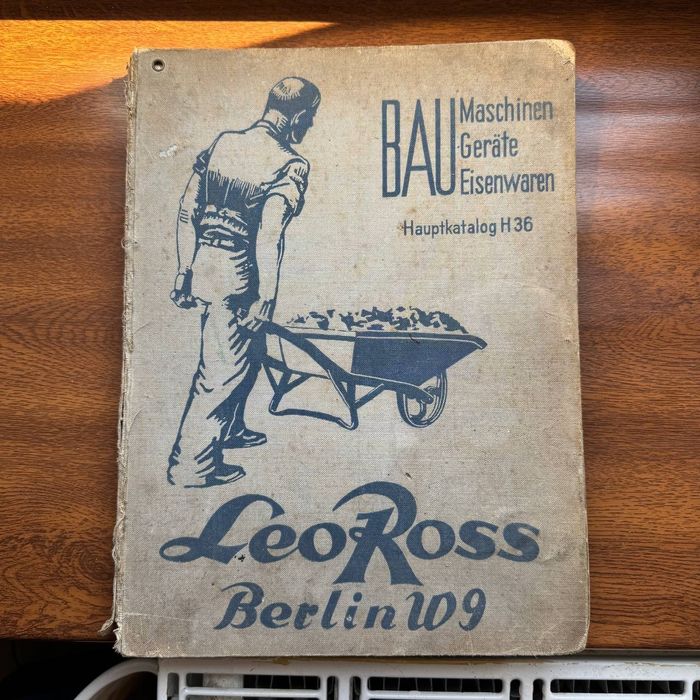 BAU Maschinen
Geräte
Eisenwaren
Hauptkatalog H 36
Leo Ross
Berlin W9